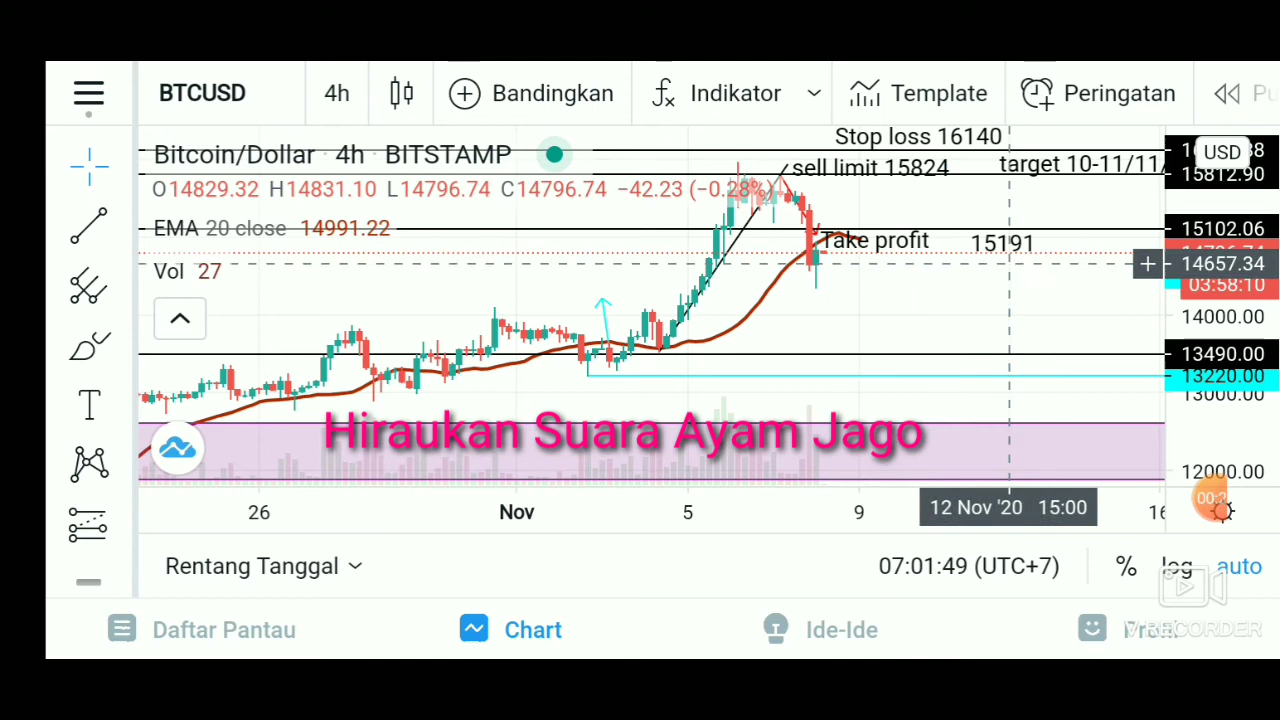 BTCUSD 4h Bandingkan Indikator Template Peringatan
Stop loss 16140
Bitcoin/Dollar 4h BITSTAMP USD
sell limit 15824 target 10-11/11/
15812.90
O14829.32 H14831.10 L14796.74 C14796.74 −42.23 (−0.28%)
EMA 20 close 14991.22 15102.06
Take profit 15191
14657.34
Vol 27
03:58:10
14000.00
13490.00
13220.00
13000.00
Hiraukan Suara Ayam Jago
12000.00
26 Nov 5 9 12 Nov '20 15:00 16
Rentang Tanggal 07:01:49 (UTC+7) % log auto
Daftar Pantau Chart Ide-Ide
V RECORDER